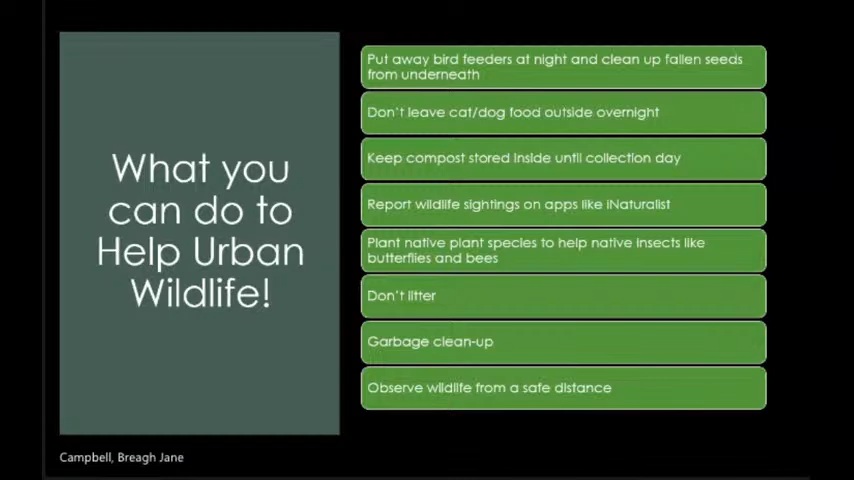 What you
can do to
Help Urban
Wildlife!
Put away bird feeders at night and clean up fallen seeds
from underneath
Don't leave cat/dog food outside overnight
Keep compost stored inside until collection day
Report wildlife sightings on apps like iNaturalist
Plant native plant species to help native insects like
butterflies and bees
Don't litter
Garbage clean-up
Observe wildlife from a safe distance
Campbell, Breagh Jane